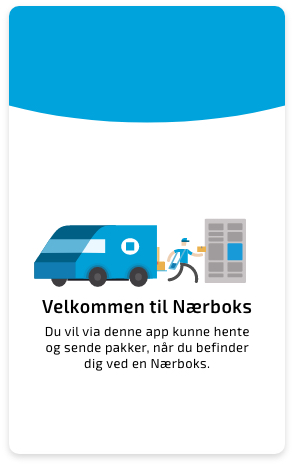 Velkommen til Nærboks
Du vil via denne app kunne hente
og sende pakker, når du befinder
dig ved en Nærboks.